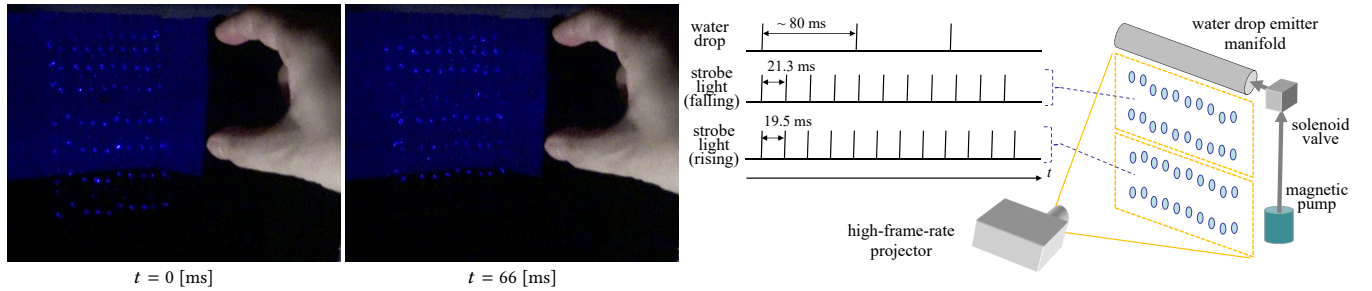 t = 0 [ms]
t = 66 [ms]
water
drop
~ 80 ms
strobe
light
(falling)
21.3 ms
strobe
light
(rising)
19.5 ms
t
high-frame-rate
projector
water drop emitter
manifold
solenoid
valve
magnetic
pump